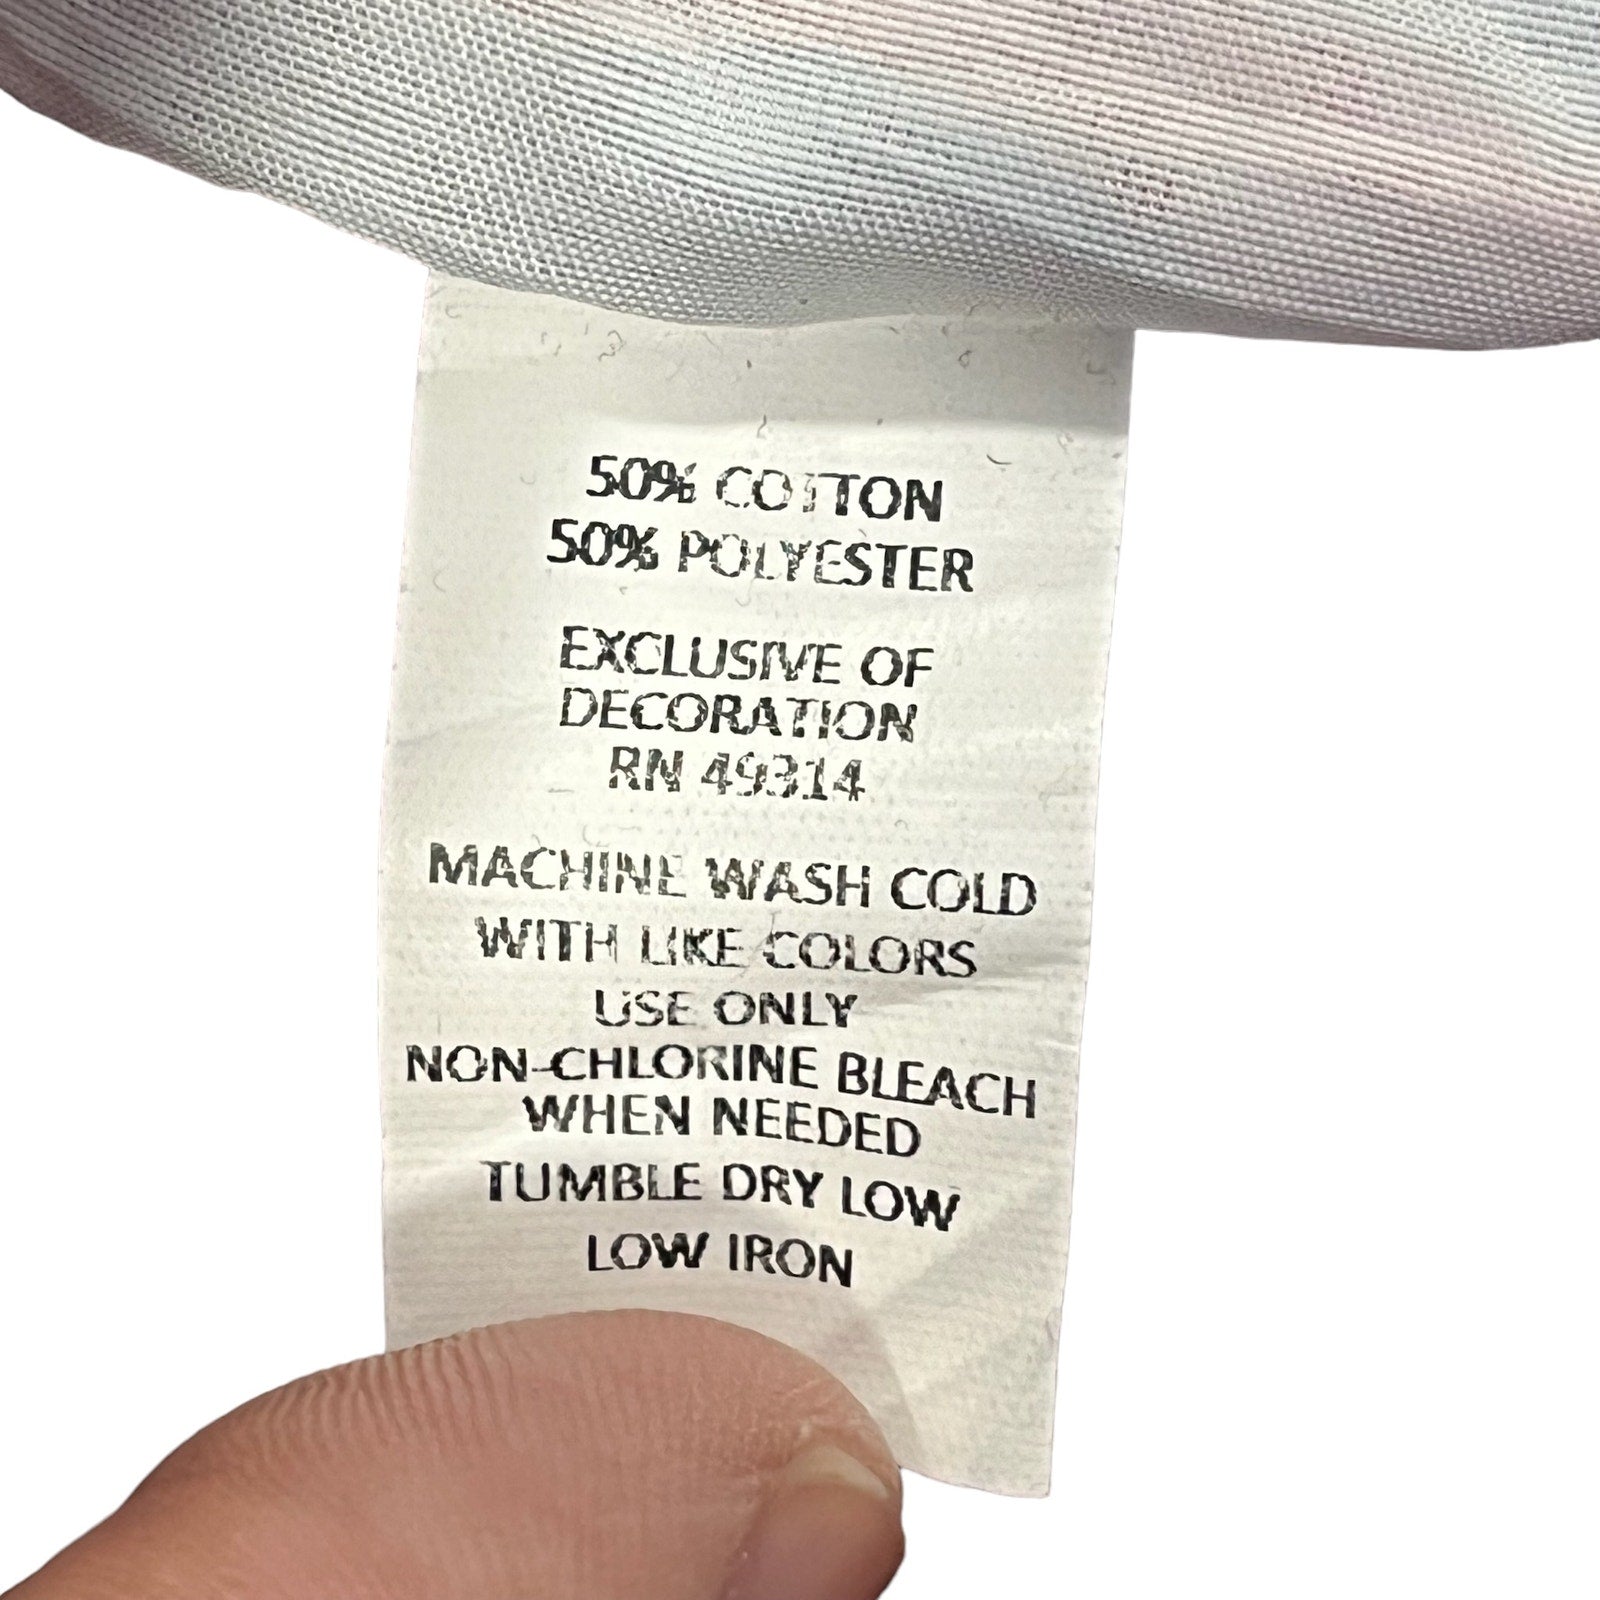 50% COTTON
50% POLYESTER
EXCLUSIVE OF
DECORATION
RN 49314
MACHINE WASH COLD
WITH LIKE COLORS
USE ONLY
NON-CHLORINE BLEACH
WHEN NEEDED
TUMBLE DRY LOW
LOW IRON